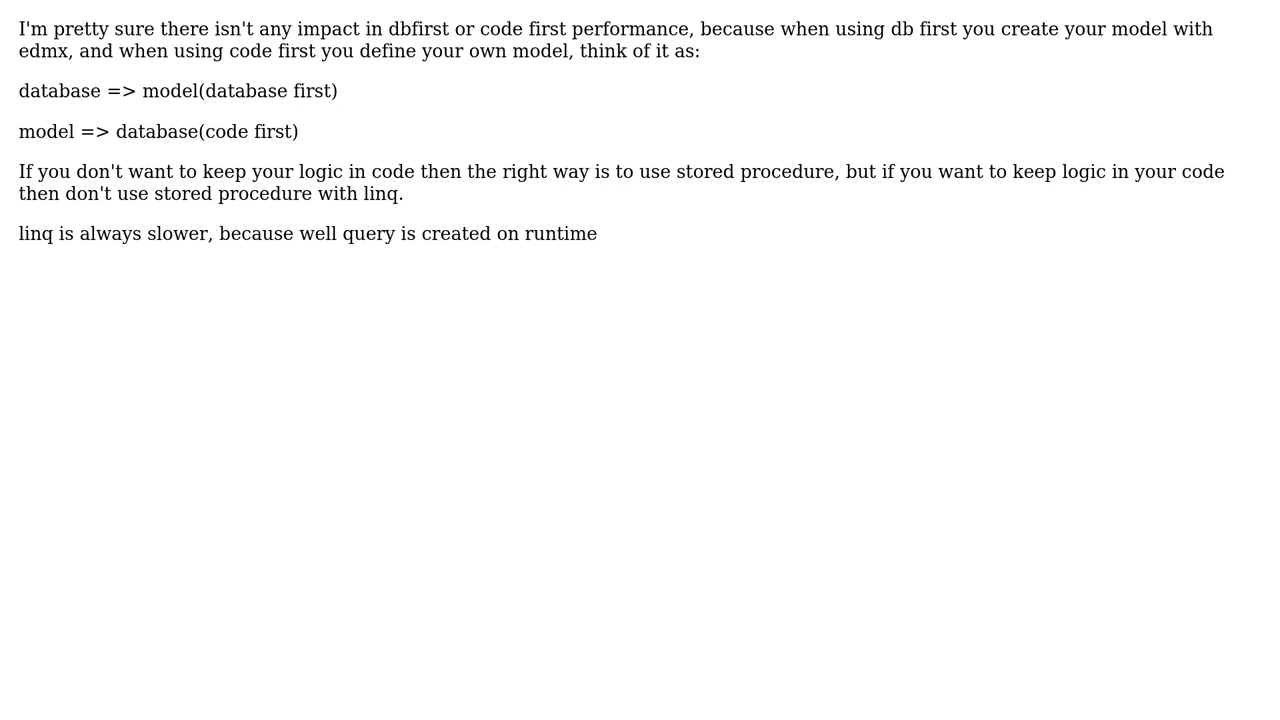 I'm pretty sure there isn't any impact in dbfirst or code first performance, because when using db first you create your model with
edmx, and when using code first you define your own model, think of it as:
database => model(database first)
model => database(code first)
If you don't want to keep your logic in code then the right way is to use stored procedure, but if you want to keep logic in your code
then don't use stored procedure with linq.
linq is always slower, because well query is created on runtime